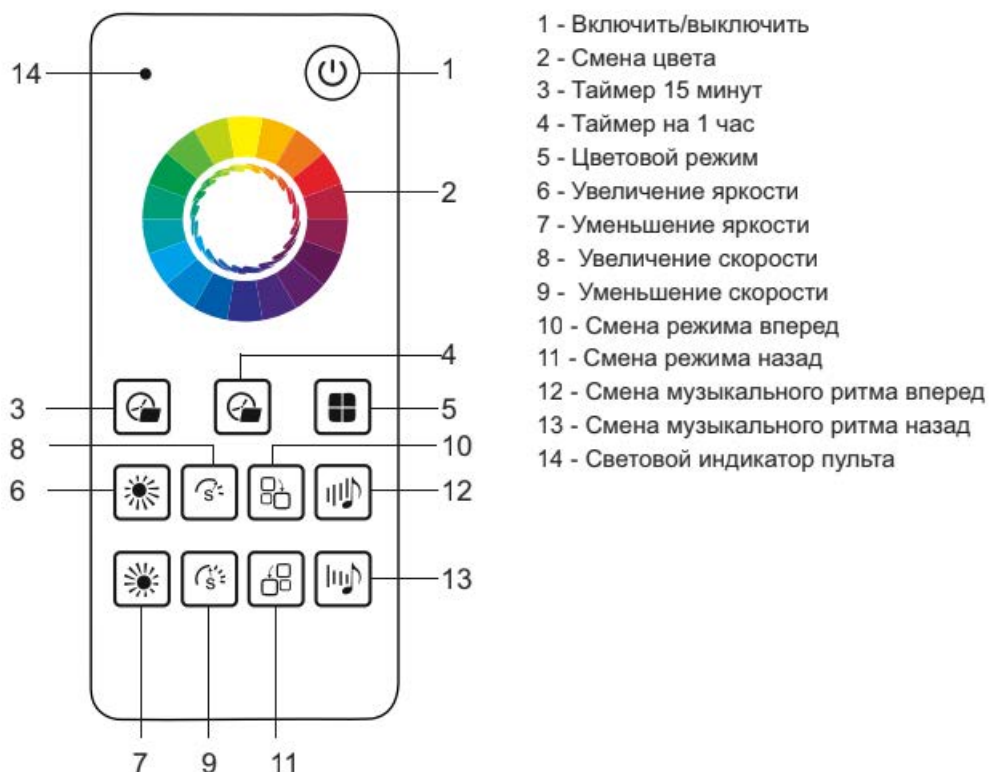 14
1
2
4
3
5
8
10
6
12
S
S
13
7 9 11
1 - Включить/выключить
2 - Смена цвета
3 - Таймер 15 минут
4 - Таймер на 1 час
5 - Цветовой режим
6 - Увеличение яркости
7 - Уменьшение яркости
8 - Увеличение скорости
9 - Уменьшение скорости
10 - Смена режима вперед
11 - Смена режима назад
12 - Смена музыкального ритма вперед
13 - Смена музыкального ритма назад
14 - Световой индикатор пульта